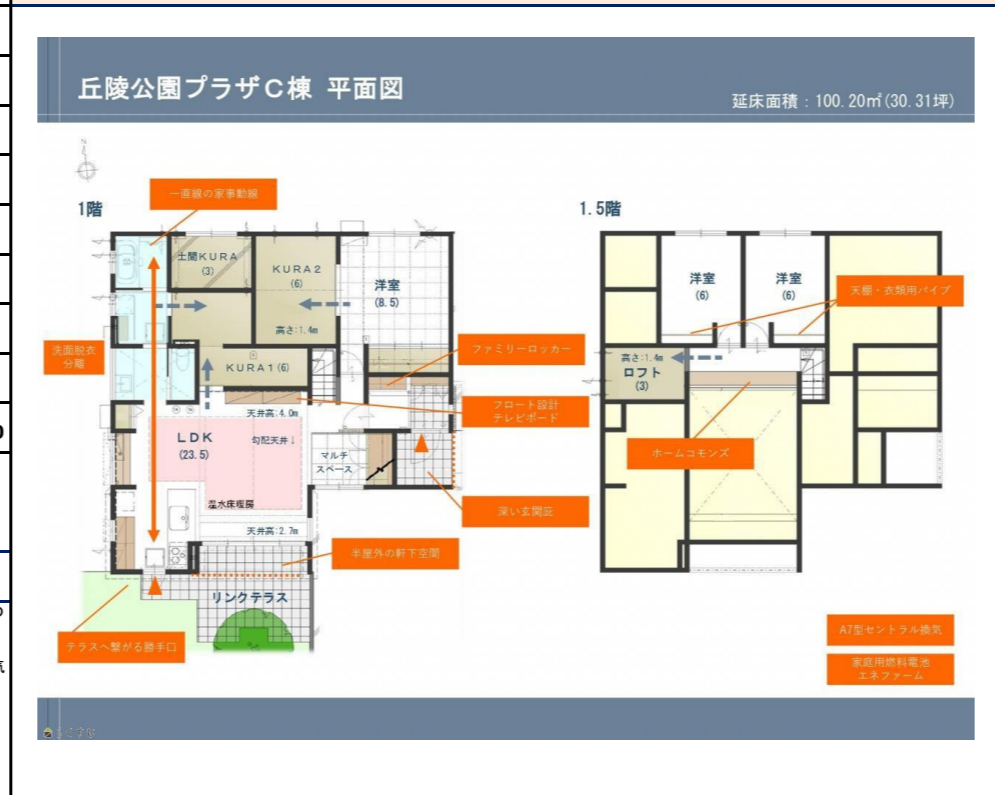 丘陵公園プラザC棟 平面図
延床面積：100.20㎡(30.31坪)
1階
一直線の家事動線
土間KURA
(3)
KURA2
(6)
洋室
(8.5)
高さ:1.4m
洗面脱衣
分離
KURA1(6)
ファミリーロッカー
天井高:4.0m
フロート設計
テレビボード
LDK
(23.5)
勾配天井↓
マルチ
スペース
温水床暖房
深い玄関庇
天井高:2.7m
半屋外の軒下空間
リンクテラス
テラスへ繋がる勝手口
1.5階
洋室
(6)
洋室
(6)
天棚・衣類用パイプ
高さ:1.4m
ロフト
(3)
ホームコモンズ
A7型セントラル換気
家庭用燃料電池
エネファーム